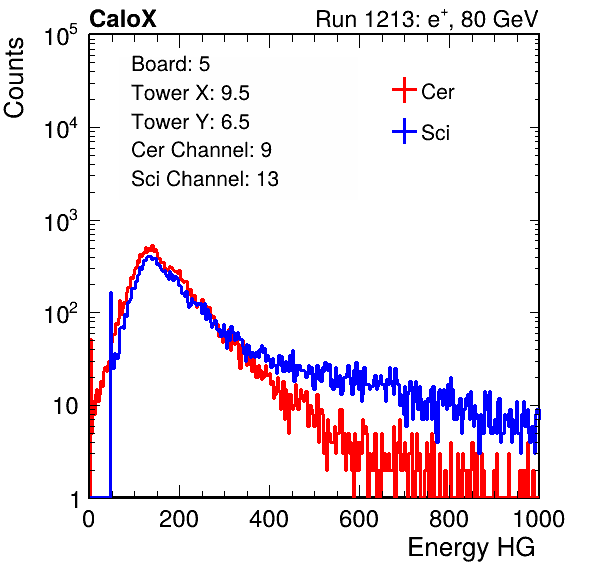 CaloX Run 1213: e⁺, 80 GeV
Counts
10⁵
10⁴
10³
10²
10
1
Board: 5
Tower X: 9.5
Tower Y: 6.5
Cer Channel: 9
Sci Channel: 13
Cer
Sci
0 200 400 600 800 1000
Energy HG